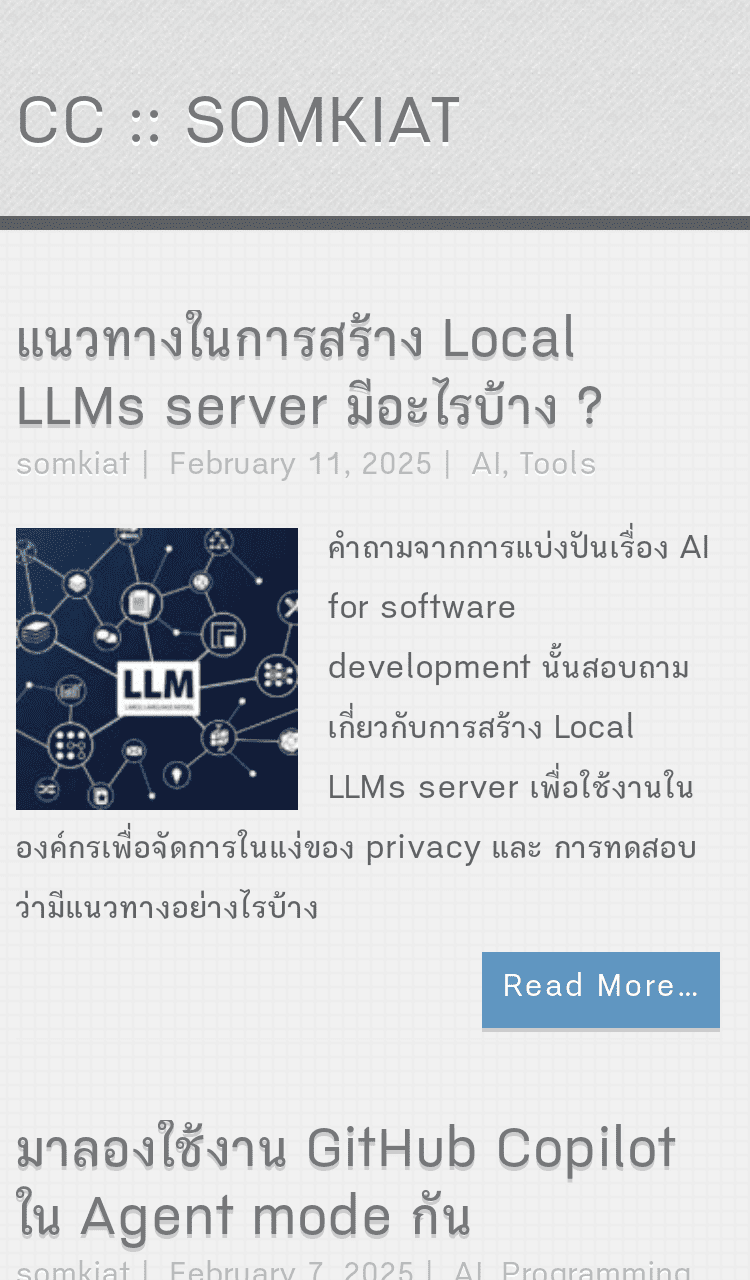 CC :: SOMKIAT
แนวทางในการสร้าง Local
LLMs server มีอะไรบ้าง ?
somkiat | February 11, 2025 | AI, Tools
LLM
คำถามจากการแบ่งปันเรื่อง AI
for software
development นั้นสอบถาม
เกี่ยวกับการสร้าง Local
LLMs server เพื่อใช้งานใน
องค์กรเพื่อจัดการในแง่ของ privacy และ การทดสอบ
ว่ามีแนวทางอย่างไรบ้าง
Read More…
มาลองใช้งาน GitHub Copilot
ใน Agent mode กัน
somkiat | February 7, 2025 | AI, Programming